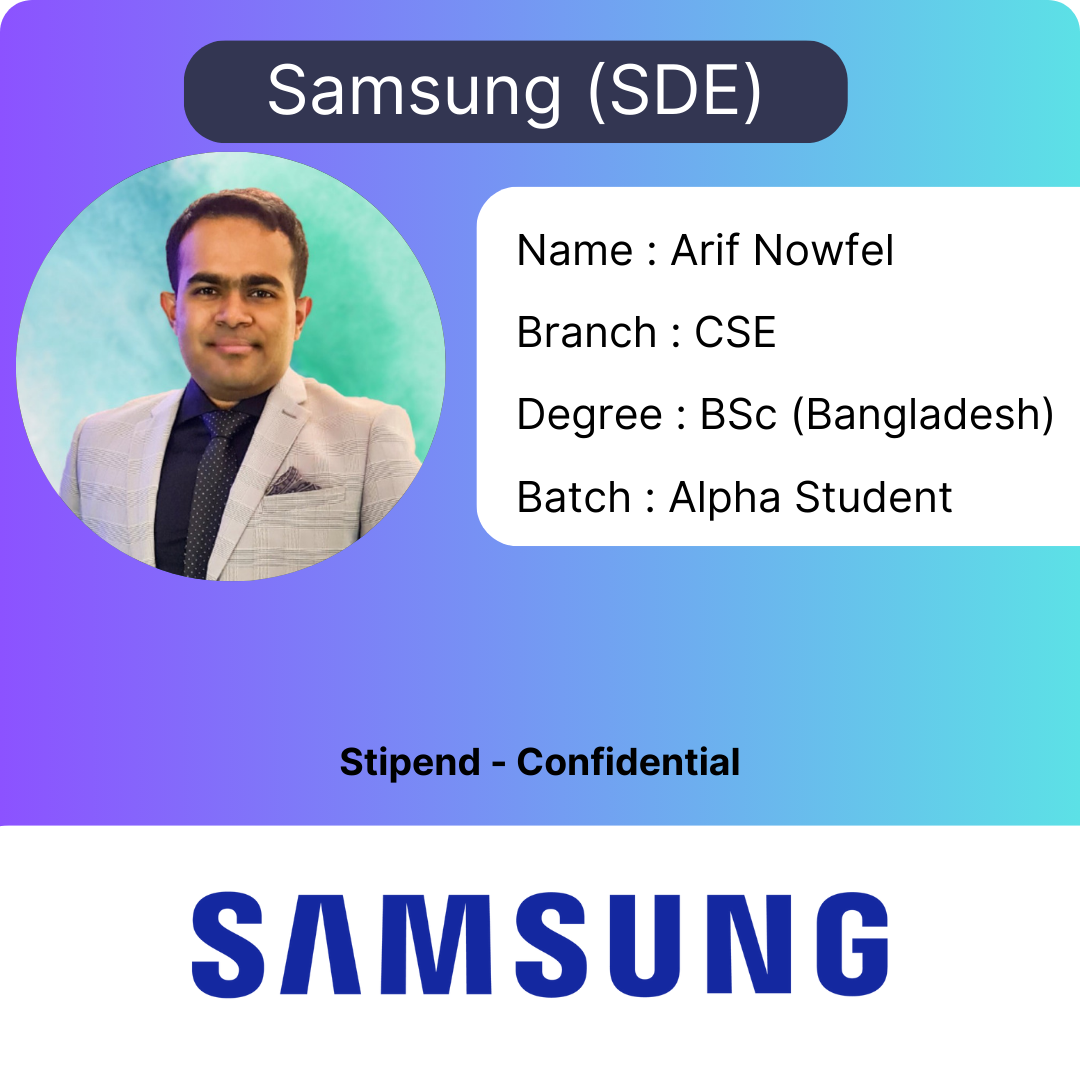 Samsung (SDE)
Name : Arif Nowfel
Branch : CSE
Degree : BSc (Bangladesh)
Batch : Alpha Student
Stipend - Confidential
SAMSUNG